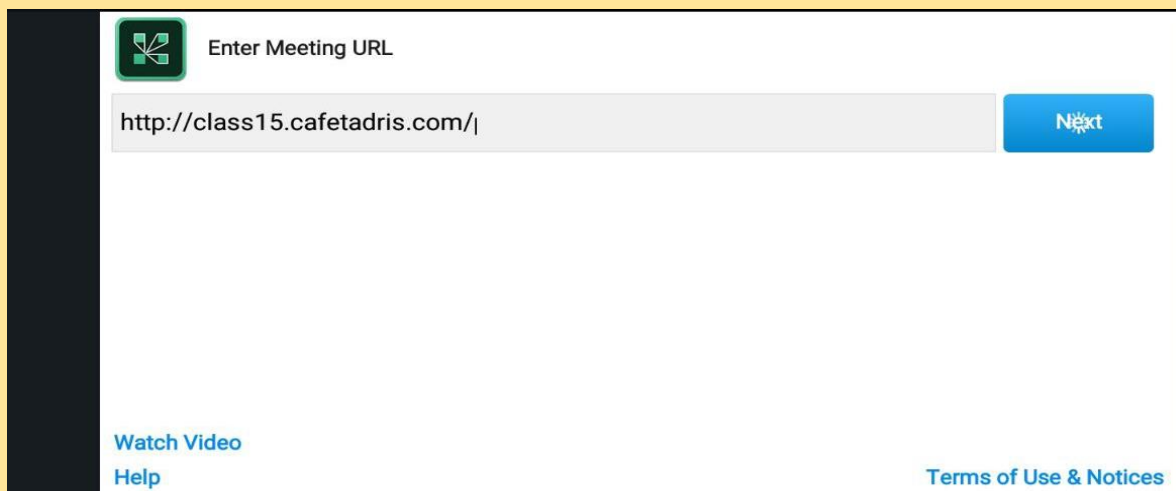 Enter Meeting URL
http://class15.cafetadris.com/
Next
Watch Video
Help
Terms of Use & Notices